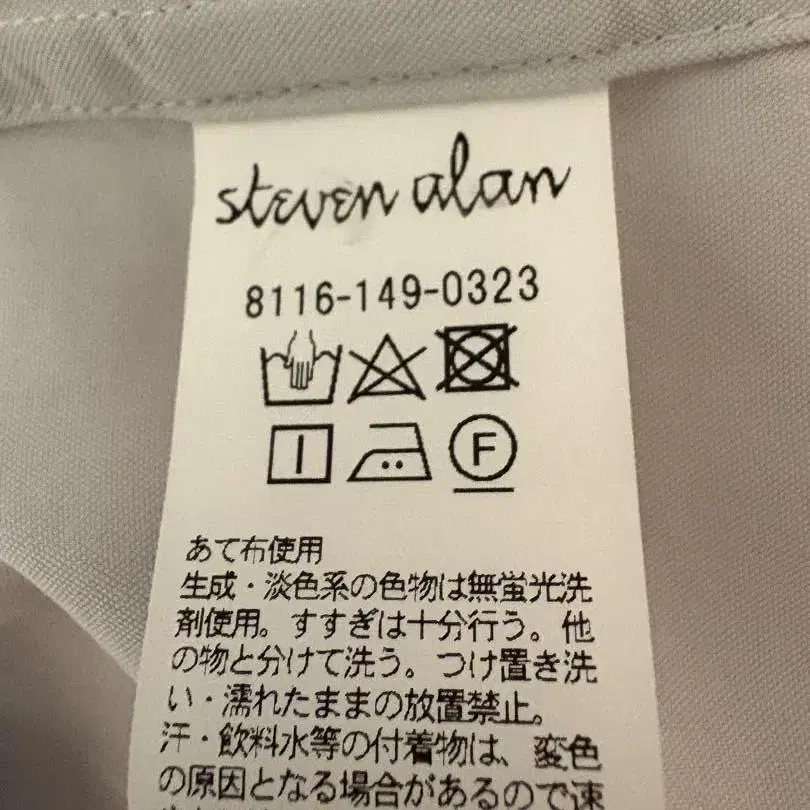 steven alan
8116-149-0323
F
あて布使用
生成・淡色系の色物は無蛍光洗
剤使用。すすぎは十分行う。他
の物と分けて洗う。つけ置き洗
い・濡れたままの放置禁止。
汗・飲料水等の付着物は、変色
の原因となる場合があるので速